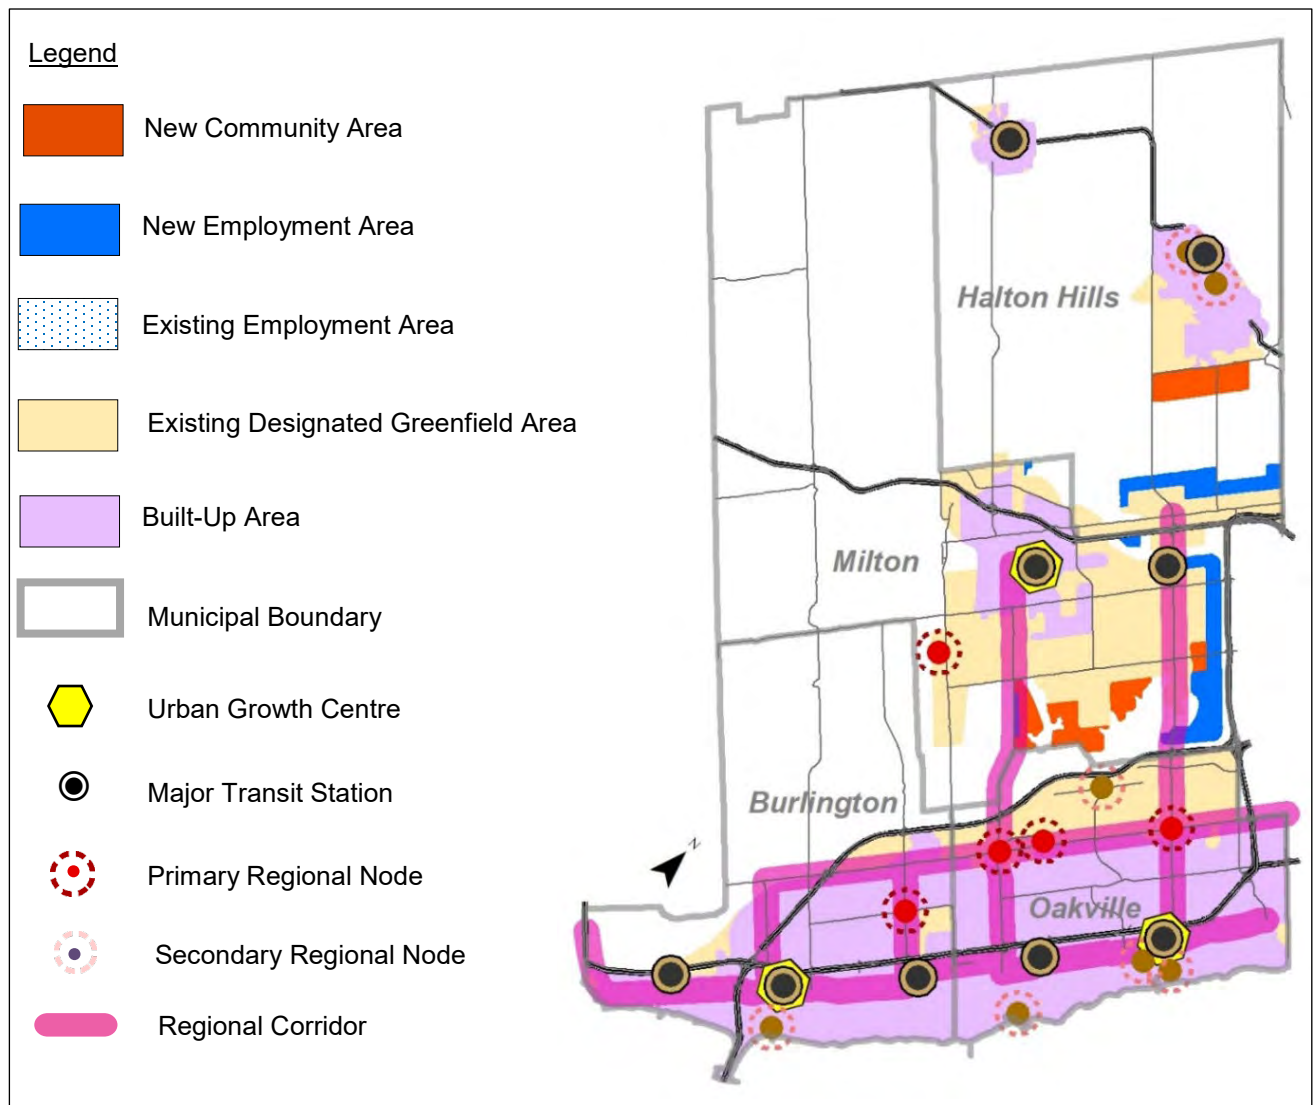 Legend
New Community Area
New Employment Area
Existing Employment Area
Existing Designated Greenfield Area
Built-Up Area
Municipal Boundary
Urban Growth Centre
Major Transit Station
Primary Regional Node
Secondary Regional Node
Regional Corridor
Halton Hills
Milton
Burlington
N
Oakville